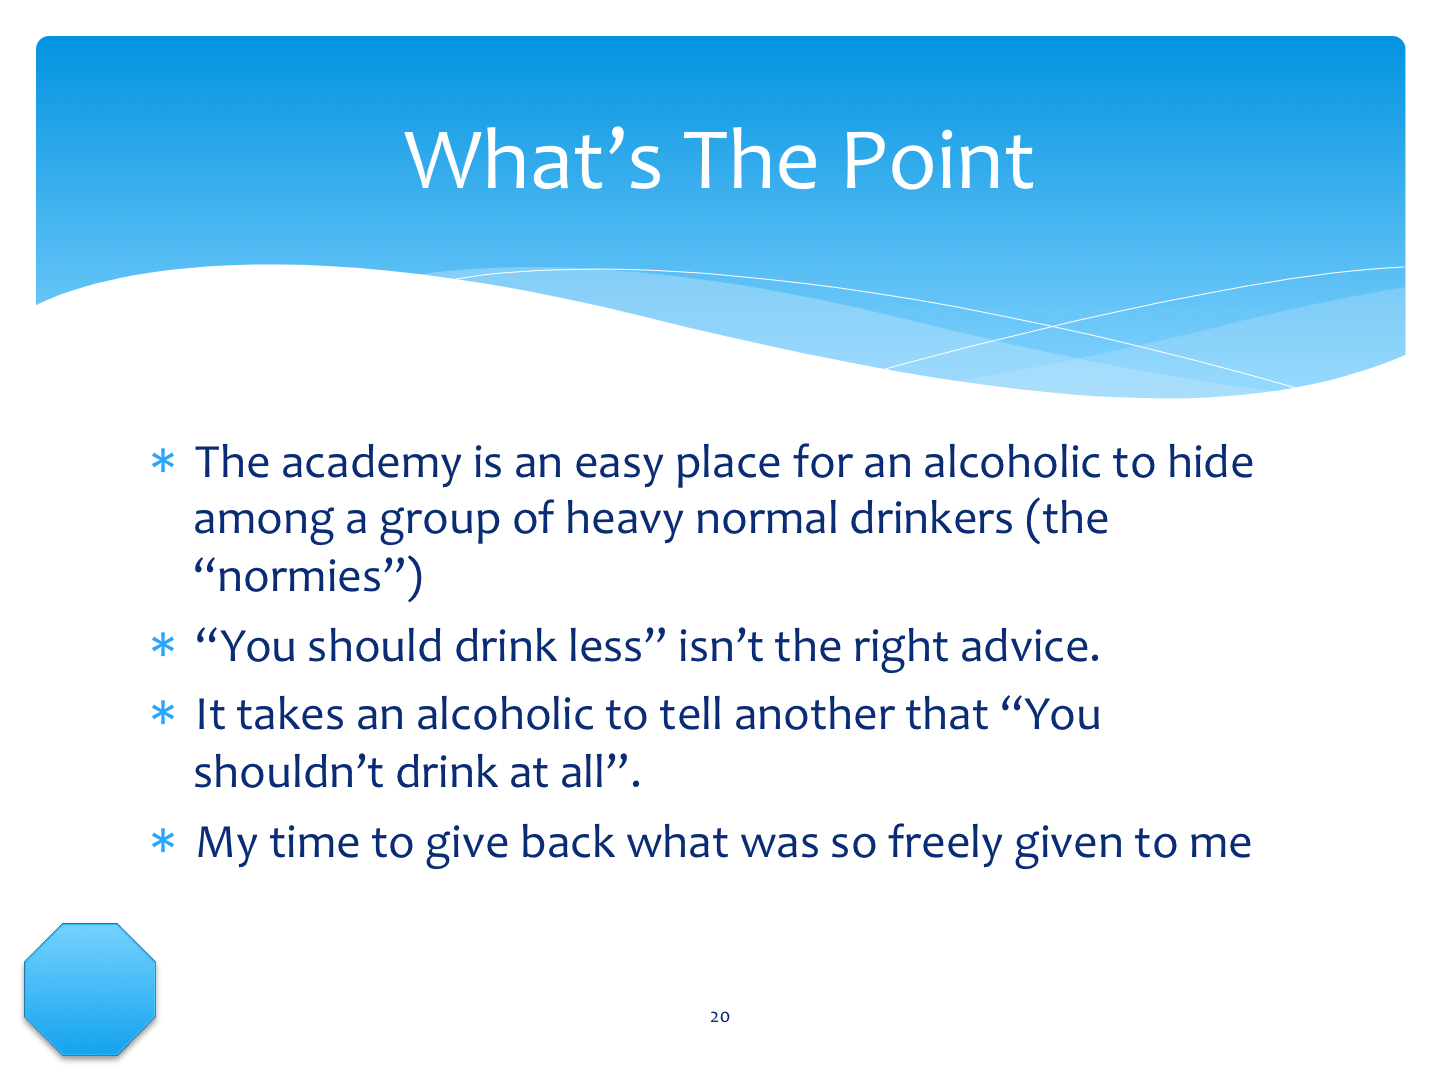 What’s The Point
* The academy is an easy place for an alcoholic to hide
among a group of heavy normal drinkers (the
“normies”)
* “You should drink less” isn’t the right advice.
* It takes an alcoholic to tell another that “You
shouldn’t drink at all”.
* My time to give back what was so freely given to me
20